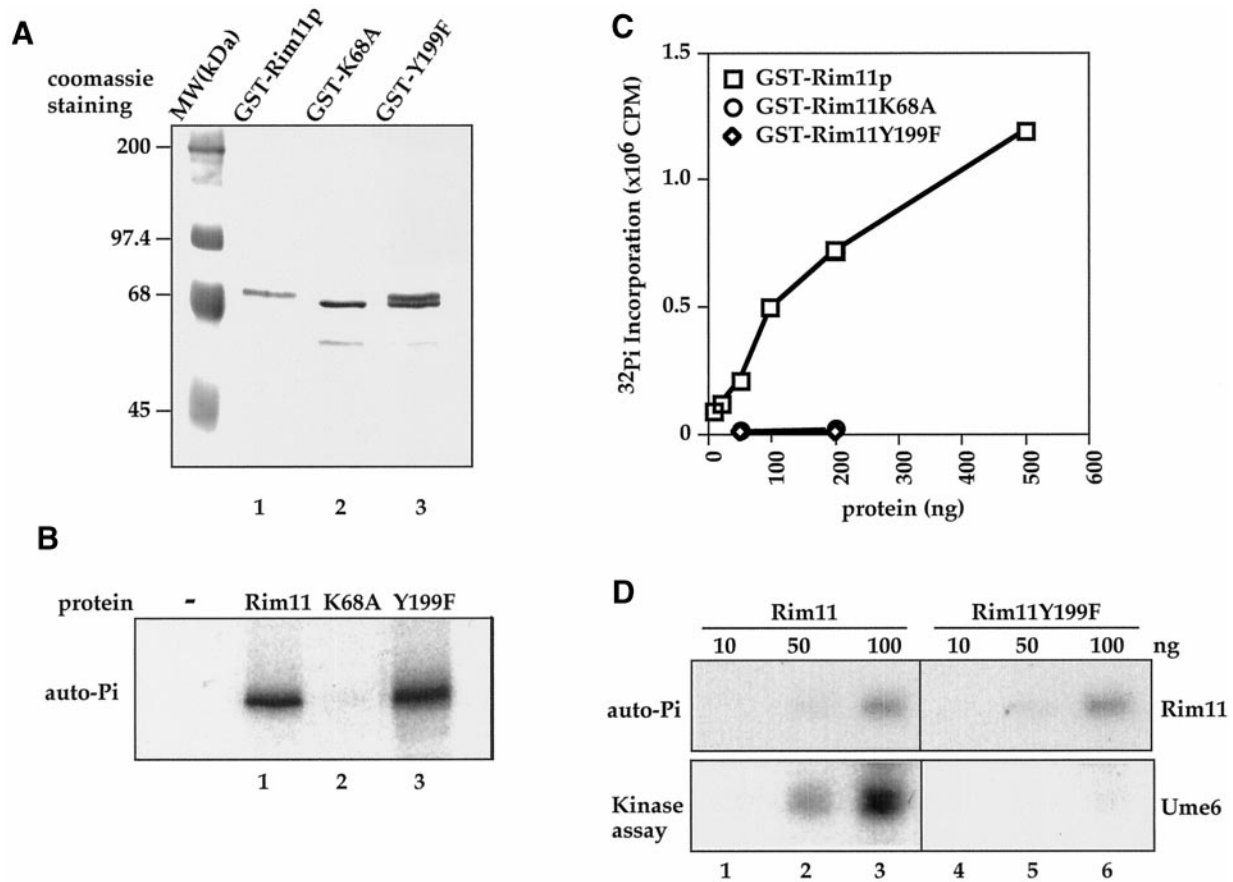 A
coomassie
staining
MW(kDa)
GST-Rim11p
GST-K68A
GST-Y199F
200
97.4
68
45
1 2 3
B
protein - Rim11 K68A Y199F
auto-Pi
1 2 3
C
1.5
1.0
0.5
0
32Pi Incorporation (x10^6 CPM)
GST-Rim11p
GST-Rim11K68A
GST-Rim11Y199F
0 100 200 300 400 500 600
protein (ng)
D
Rim11 Rim11Y199F
10 50 100 10 50 100 ng
auto-Pi Rim11
Kinase
assay
Ume6
1 2 3 4 5 6